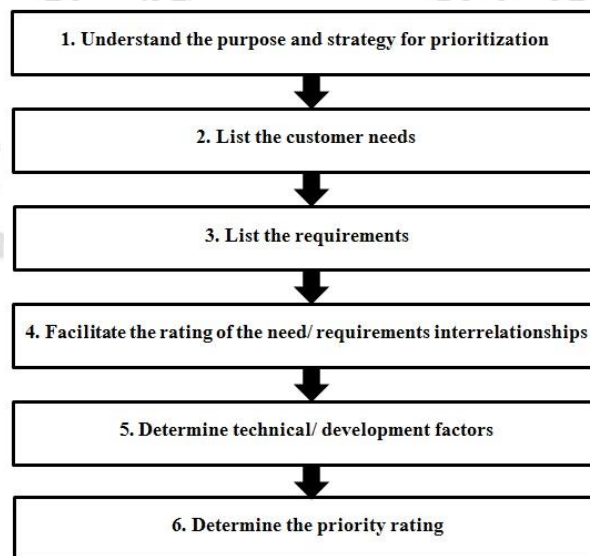 1. Understand the purpose and strategy for prioritization
2. List the customer needs
3. List the requirements
4. Facilitate the rating of the need/ requirements interrelationships
5. Determine technical/ development factors
6. Determine the priority rating